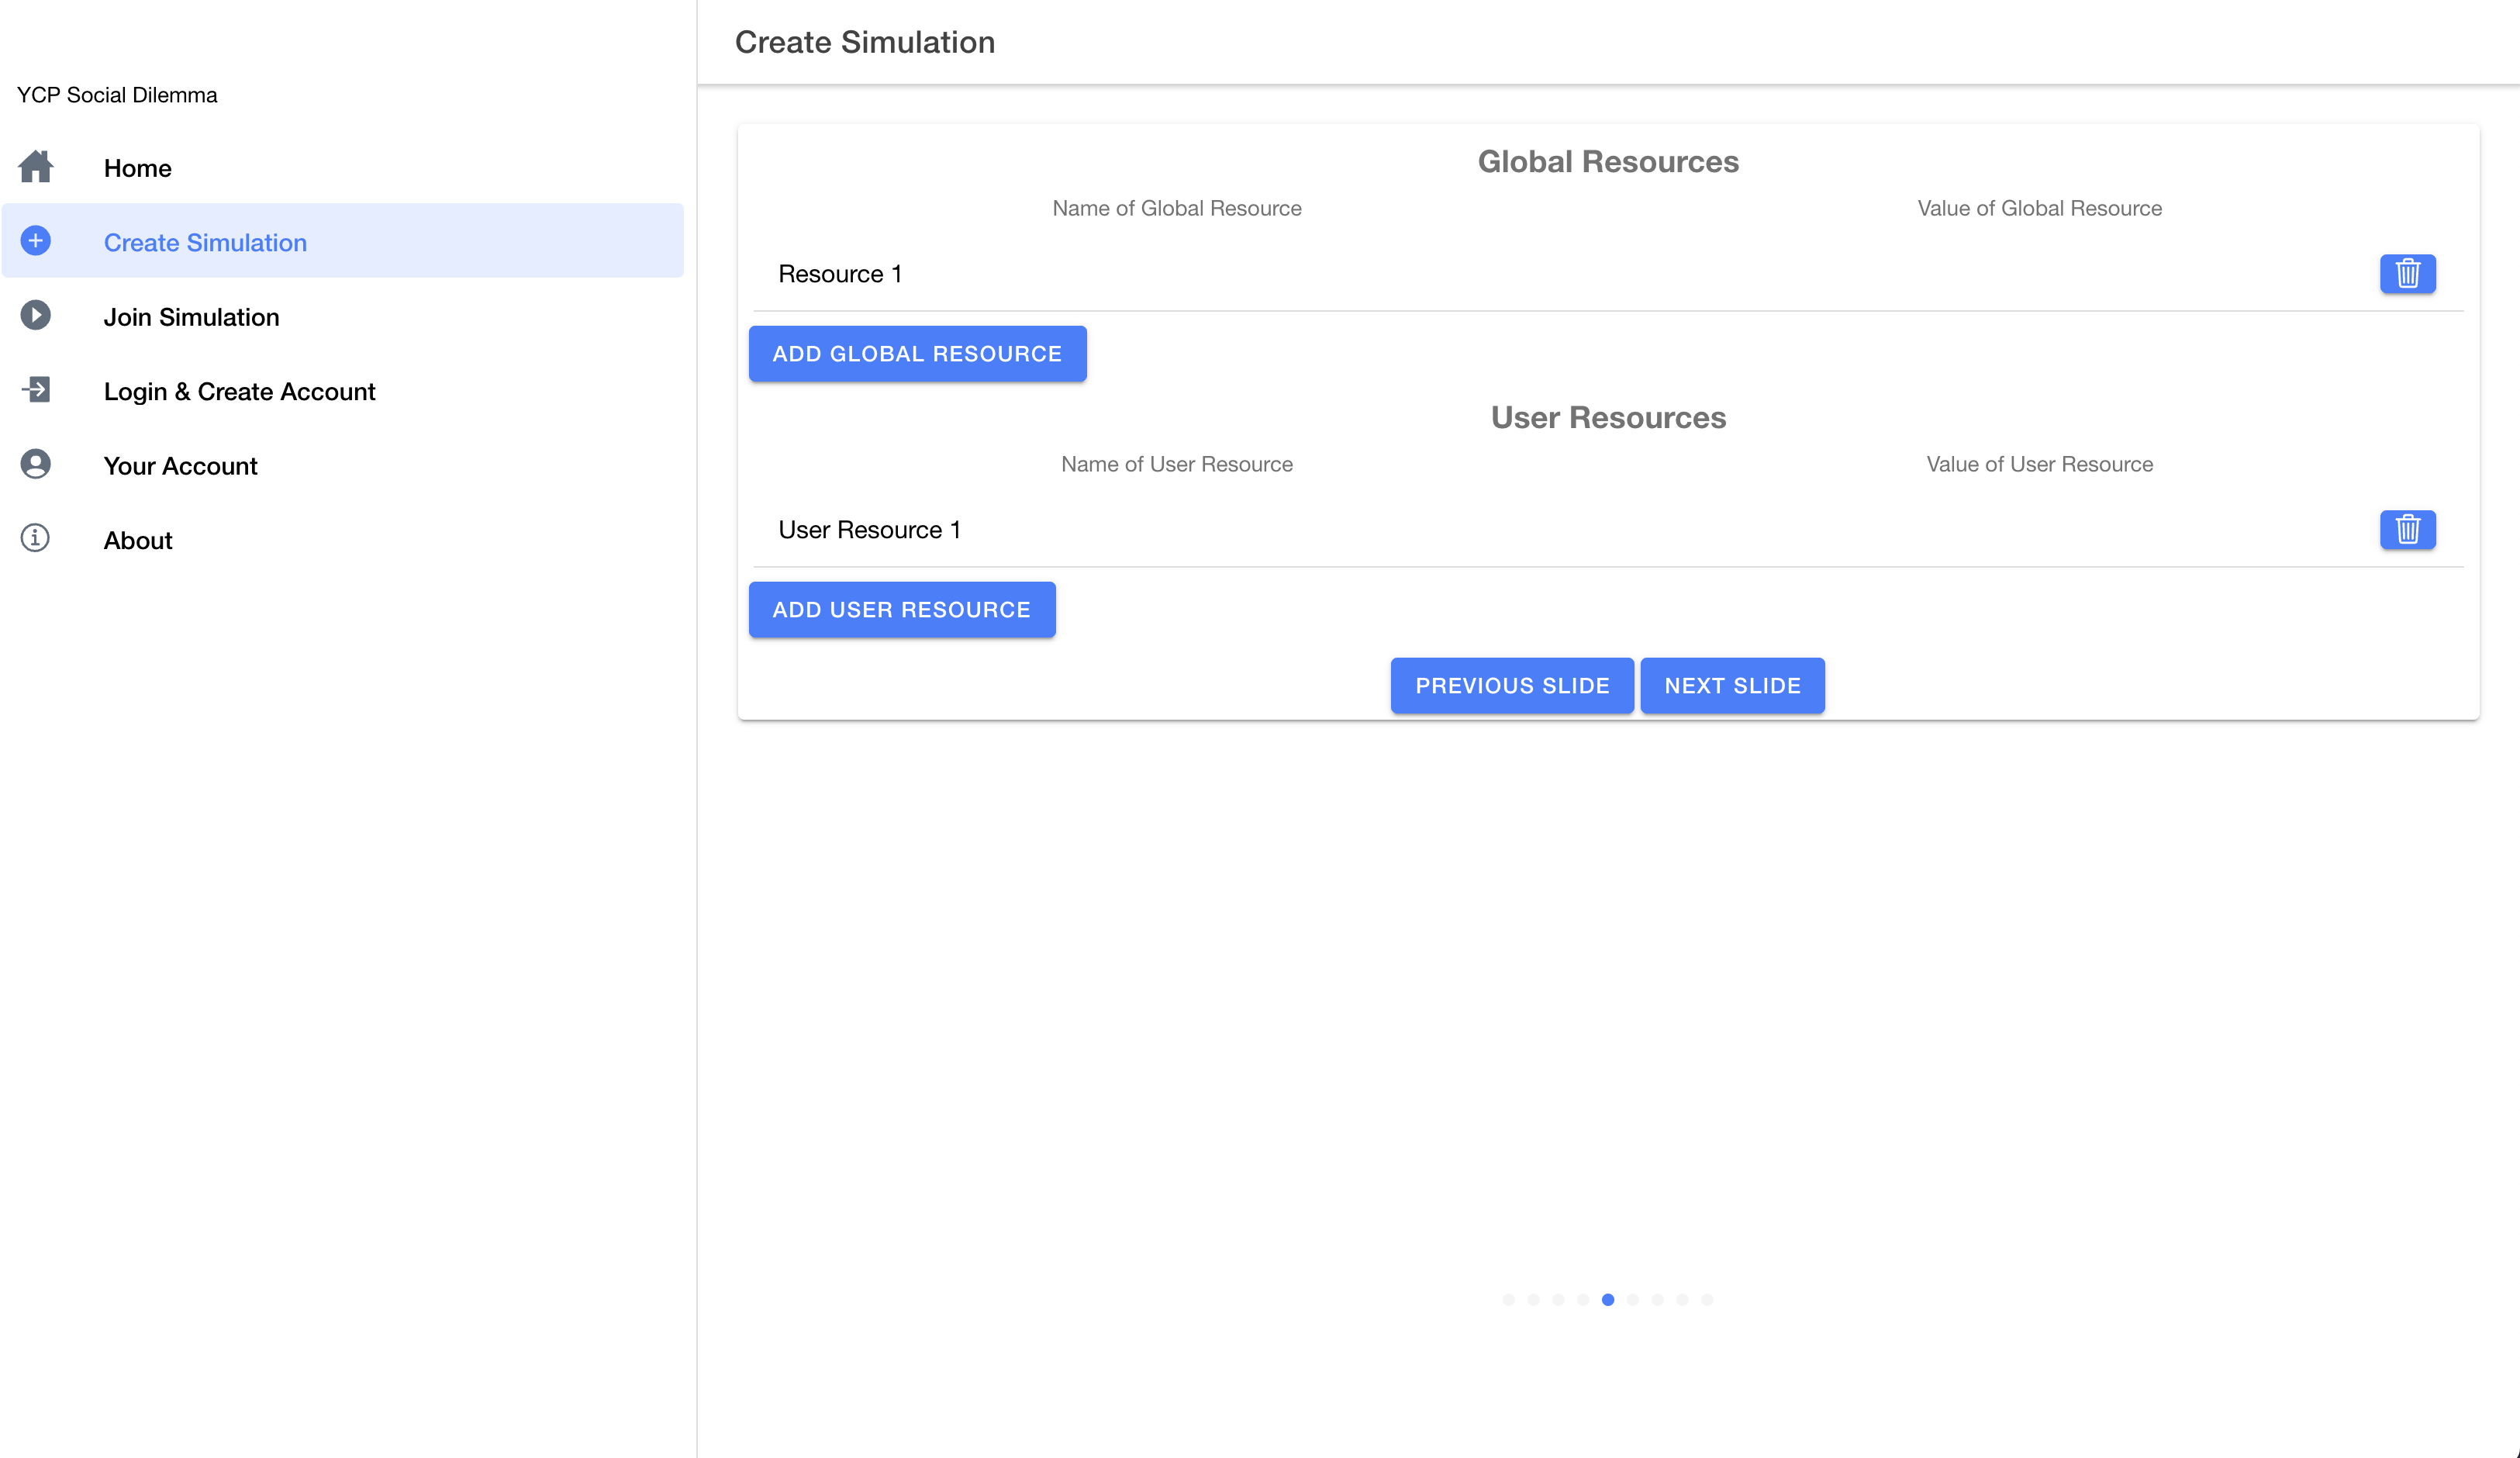 YCP Social Dilemma
Home
Create Simulation
Join Simulation
Login & Create Account
Your Account
About
Create Simulation
Global Resources
Name of Global Resource Value of Global Resource
Resource 1
ADD GLOBAL RESOURCE
User Resources
Name of User Resource Value of User Resource
User Resource 1
ADD USER RESOURCE
PREVIOUS SLIDE NEXT SLIDE